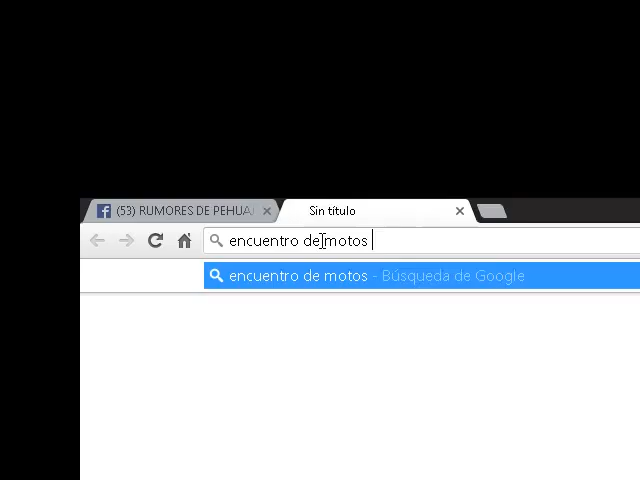 (53) RUMORES DE PEHUA
Sin título
encuentro de motos
encuentro de motos - Búsqueda de Google